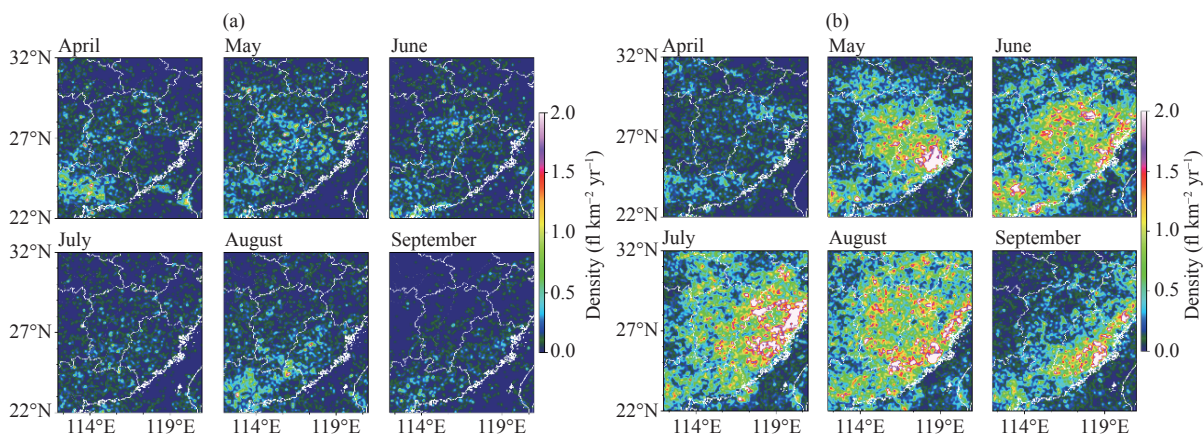 (a)
April May June
32°N
27°N
22°N
July August September
32°N
27°N
22°N
114°E 119°E 114°E 119°E 114°E 119°E
2.0
1.5
1.0
0.5
0.0
Density (fl km⁻² yr⁻¹)
(b)
April May June
32°N
27°N
22°N
July August September
32°N
27°N
22°N
114°E 119°E 114°E 119°E 114°E 119°E
2.0
1.5
1.0
0.5
0.0
Density (fl km⁻² yr⁻¹)